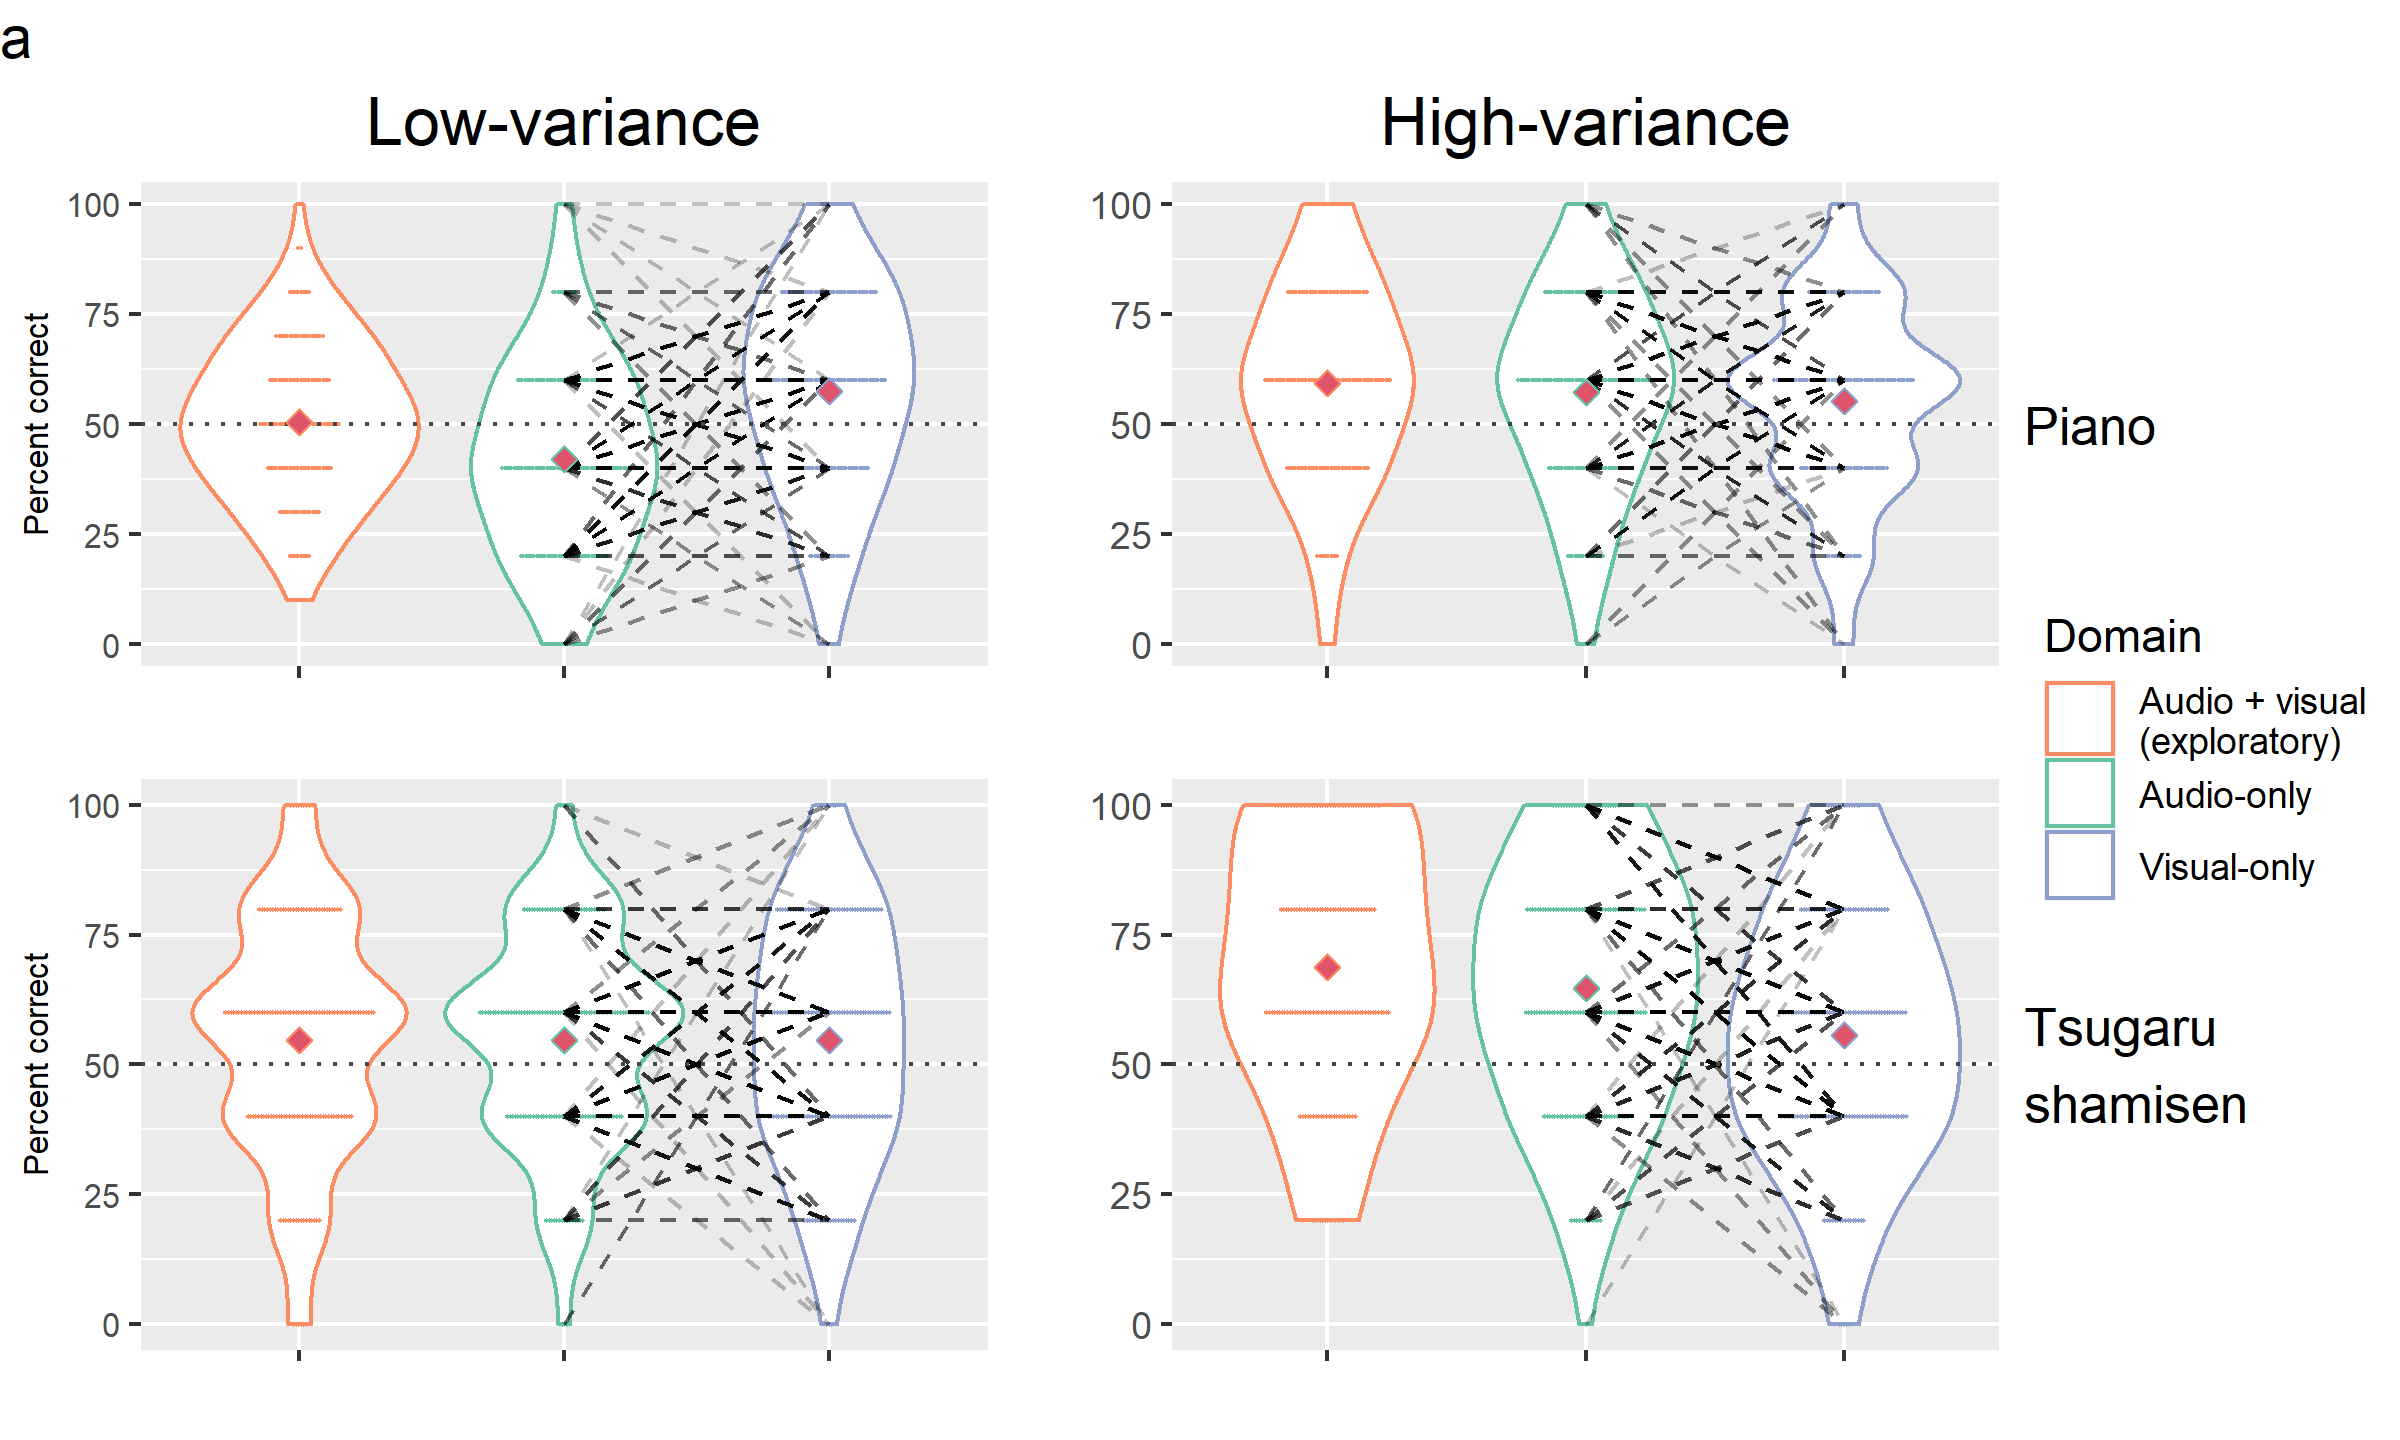 a
Low-variance
High-variance
Percent correct
100
75
50
25
0
100
75
50
25
0
Piano
Percent correct
100
75
50
25
0
100
75
50
25
0
Tsugaru
shamisen
Domain
Audio + visual
(exploratory)
Audio-only
Visual-only